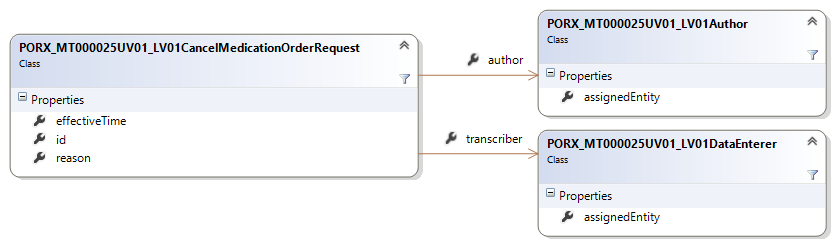 PORX_MT000025UV01_LV01CancelMedicationOrderRequest
Class
Properties
effectiveTime
id
reason
author
transcriber
PORX_MT000025UV01_LV01Author
Class
Properties
assignedEntity
PORX_MT000025UV01_LV01DataEnterer
Class
Properties
assignedEntity